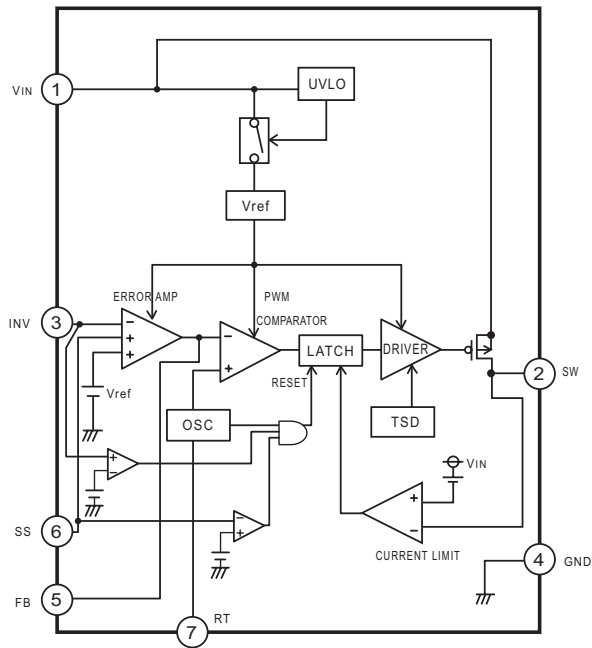 VIN 1
UVLO
Vref
ERROR AMP
PWM
COMPARATOR
INV 3
−
+
+
−
+
LATCH
DRIVER
2 SW
Vref
RESET
OSC
TSD
+
−
VIN
SS 6
−
+
+
−
CURRENT LIMIT
4 GND
FB 5
7 RT